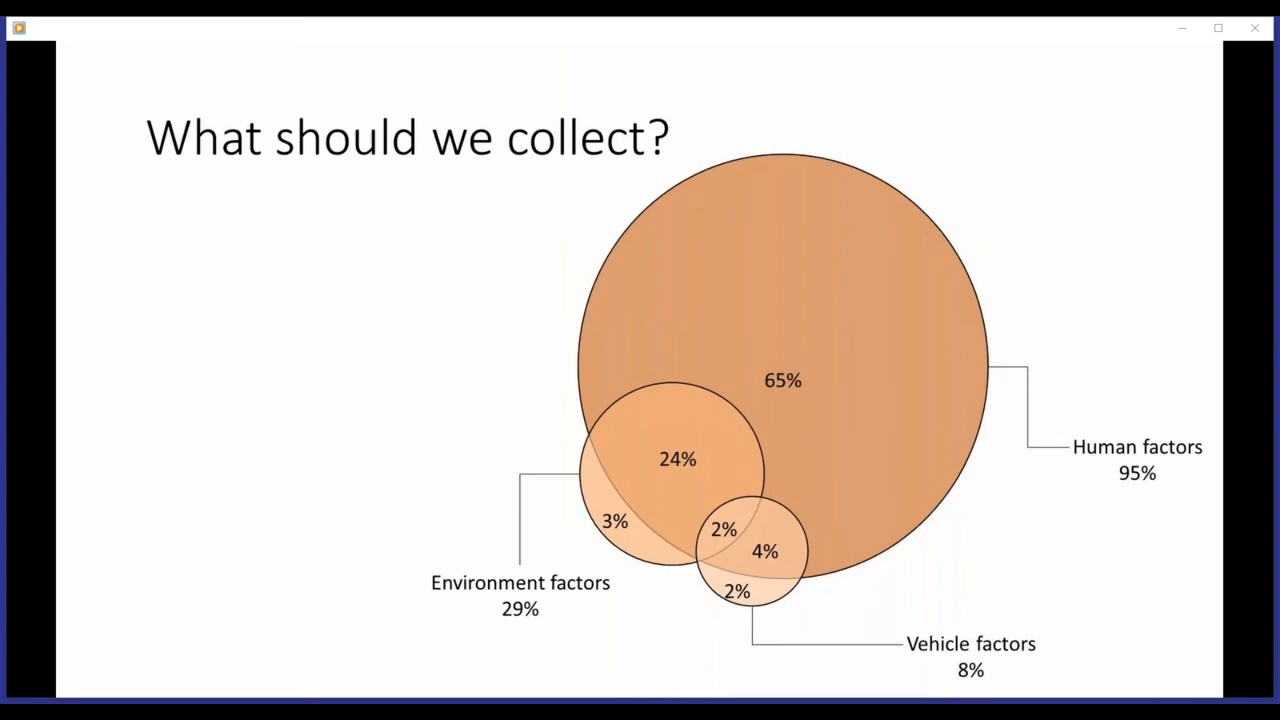 What should we collect?
65%
Human factors
95%
24%
3%
2%
4%
2%
Environment factors
29%
Vehicle factors
8%